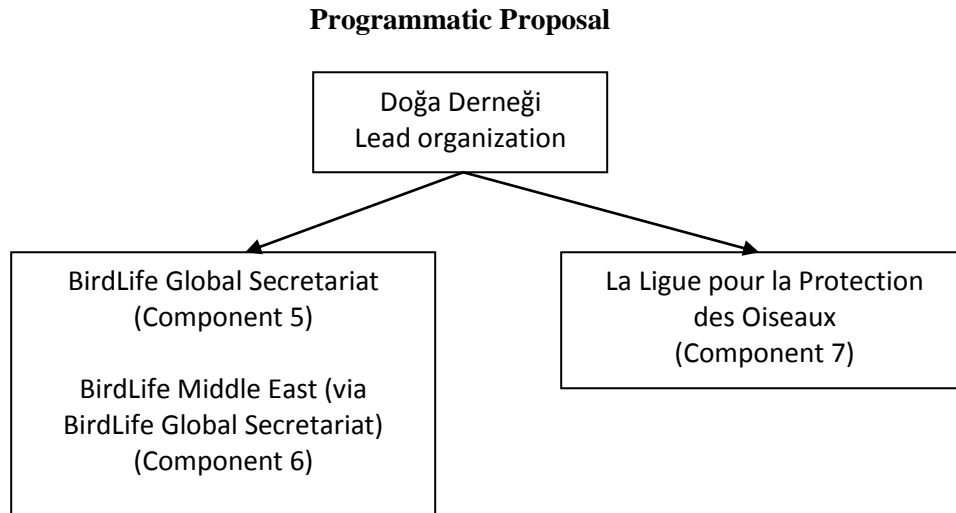 Programmatic Proposal
Doğa Derneği
Lead organization
BirdLife Global Secretariat
(Component 5)
BirdLife Middle East (via
BirdLife Global Secretariat)
(Component 6)
La Ligue pour la Protection
des Oiseaux
(Component 7)